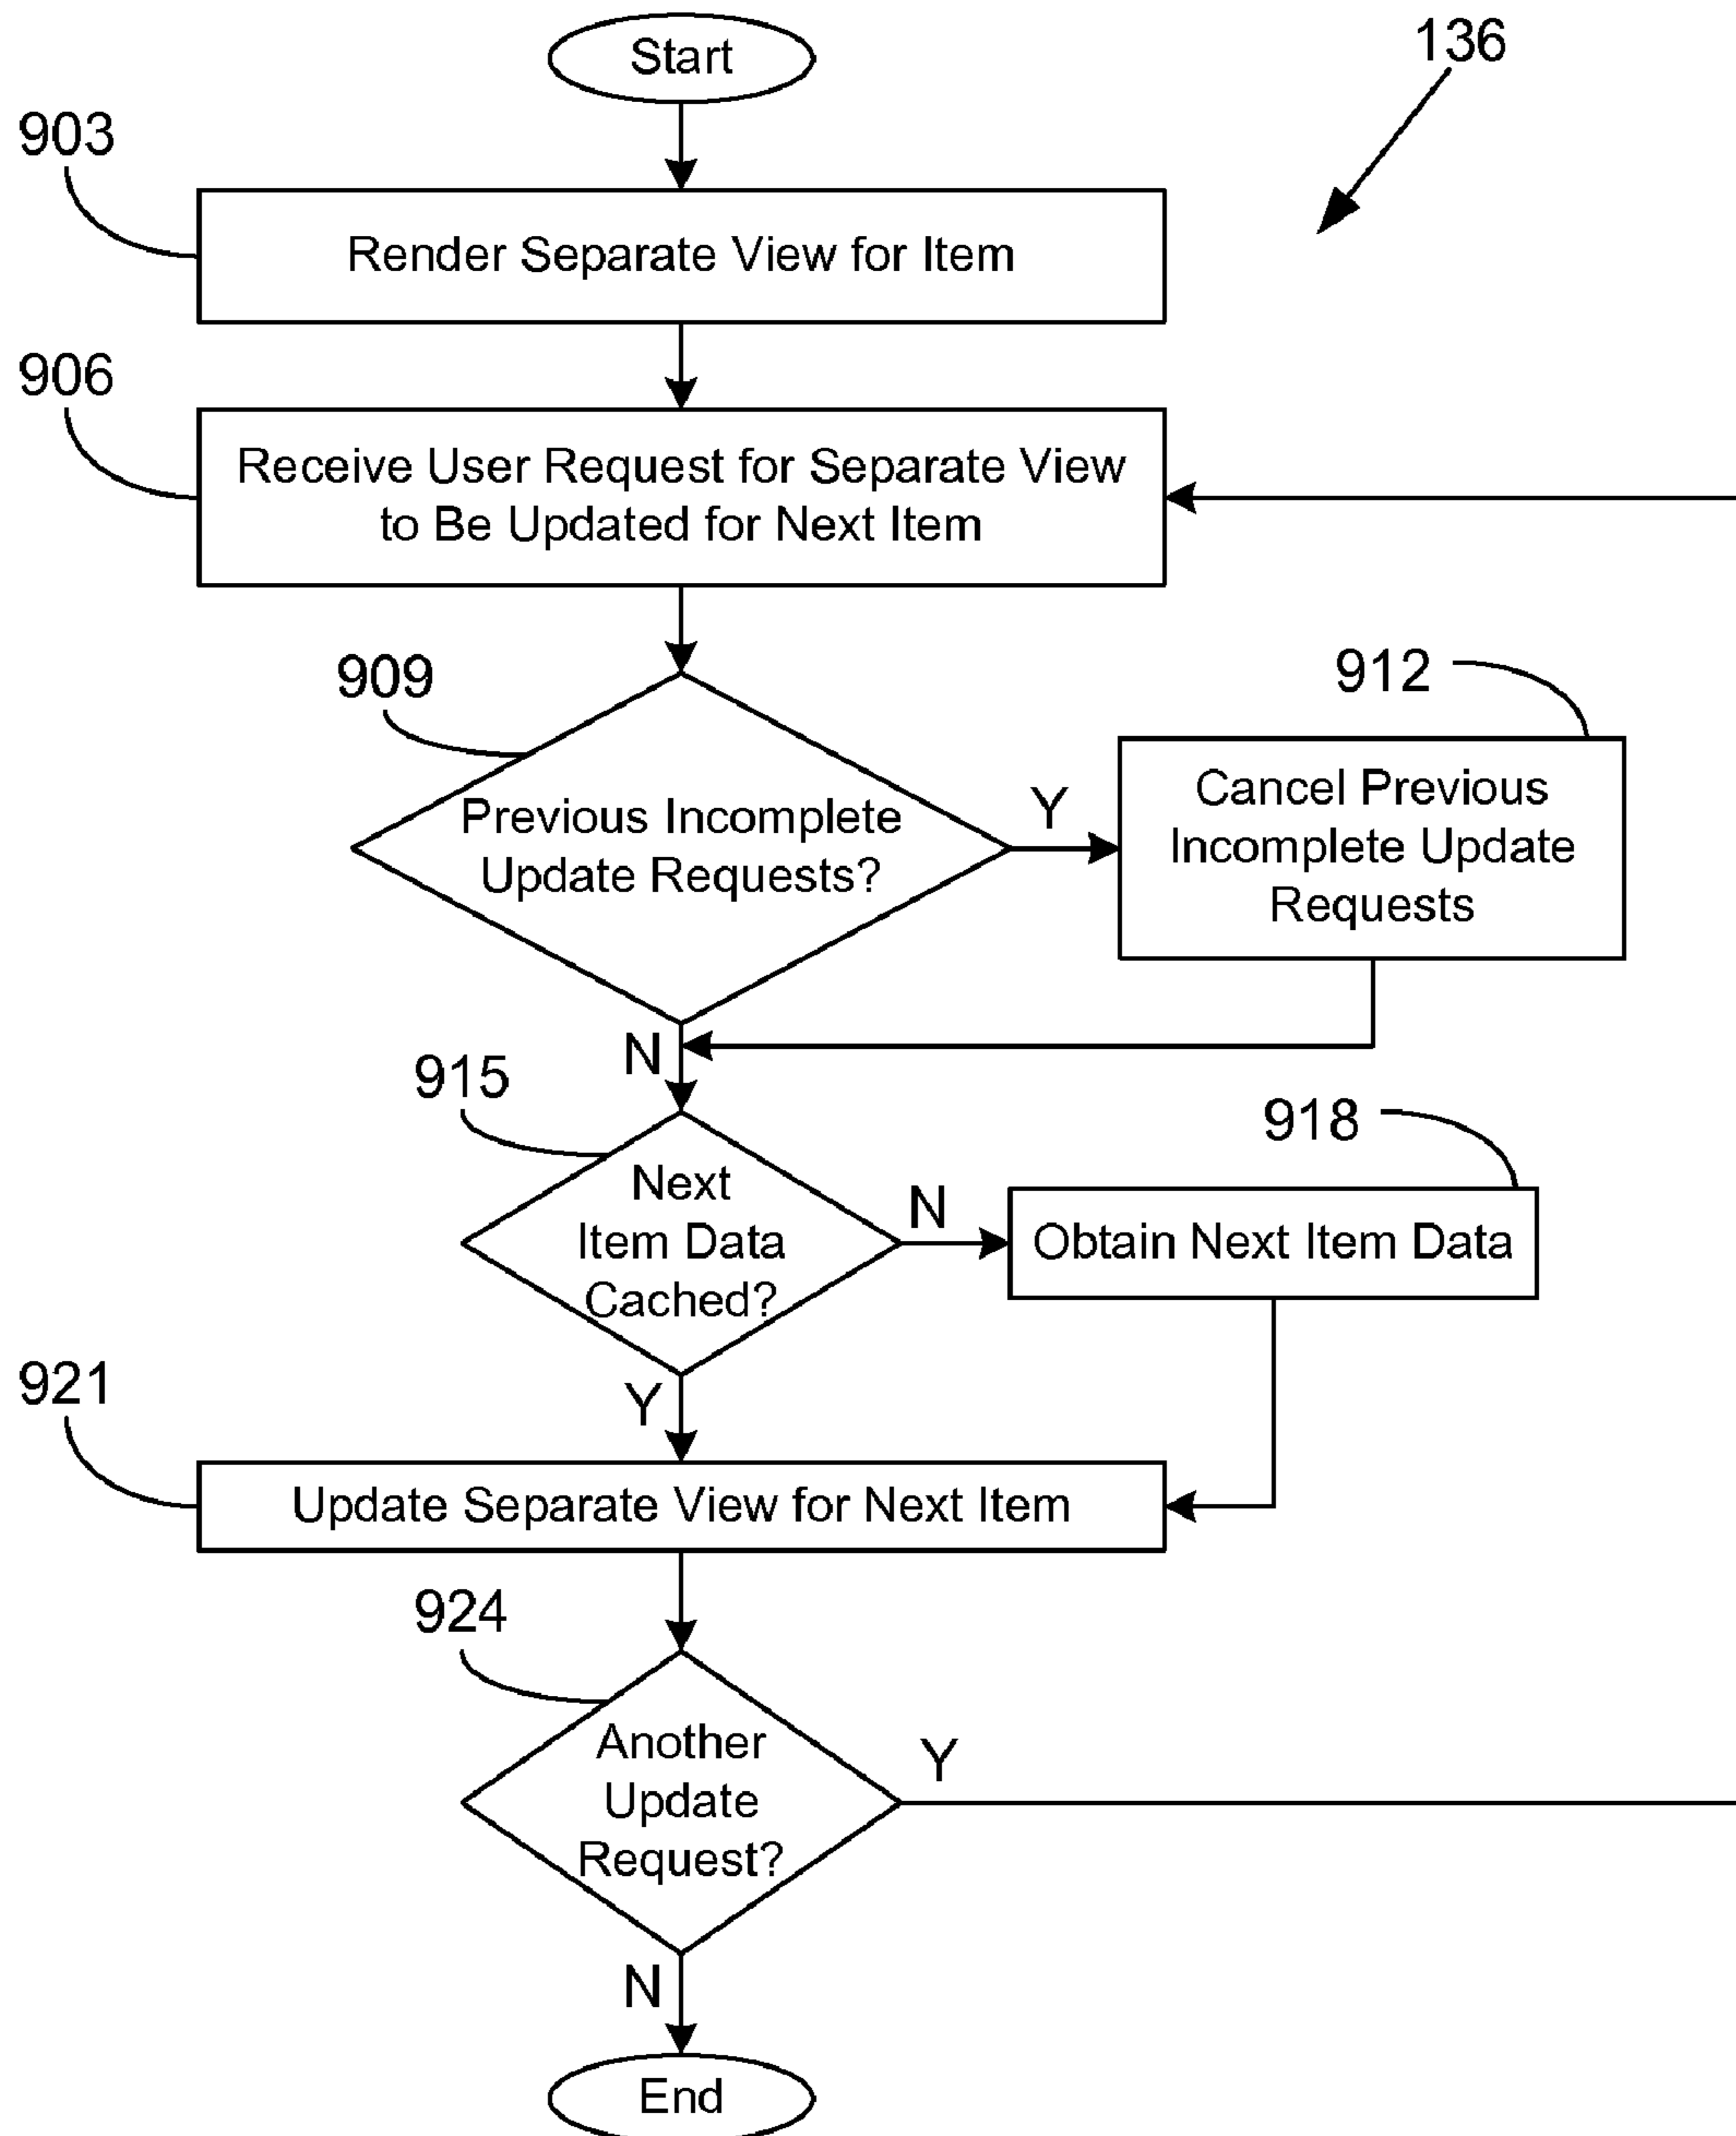 Start
136
903
Render Separate View for Item
906
Receive User Request for Separate View
to Be Updated for Next Item
909
Previous Incomplete
Update Requests?
Y
912
Cancel Previous
Incomplete Update
Requests
N
915
Next
Item Data
Cached?
N
918
Obtain Next Item Data
Y
921
Update Separate View for Next Item
924
Another
Update
Request?
Y
N
End